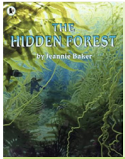 THE
HIDDEN FOREST
by Jeannie Baker